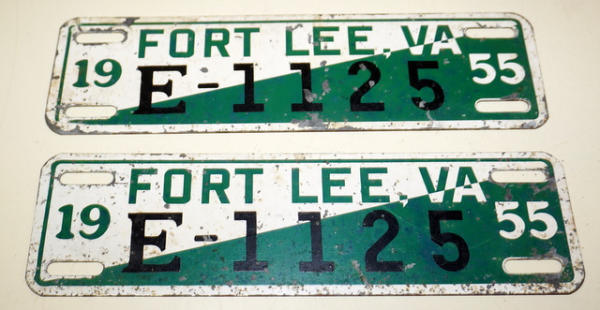 FORT LEE, VA
19 E-1125 55
FORT LEE, VA
19 E-1125 55